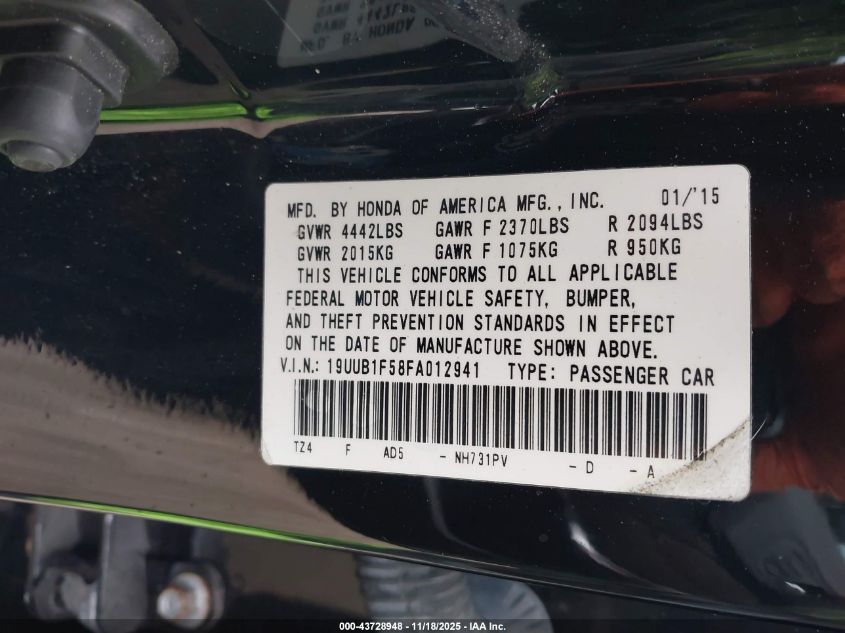 MFD. BY HONDA OF AMERICA MFG., INC. 01/'15
GVWR 4442LBS GAWR F 2370LBS R 2094LBS
GVWR 2015KG GAWR F 1075KG R 950KG
THIS VEHICLE CONFORMS TO ALL APPLICABLE
FEDERAL MOTOR VEHICLE SAFETY, BUMPER,
AND THEFT PREVENTION STANDARDS IN EFFECT
ON THE DATE OF MANUFACTURE SHOWN ABOVE.
V.I.N.: 19UUB1F58FA012941 TYPE: PASSENGER CAR
TZ4 F AD5 - NH731PV - D - A
000-43728948 - 11/18/2025 - IAA Inc.